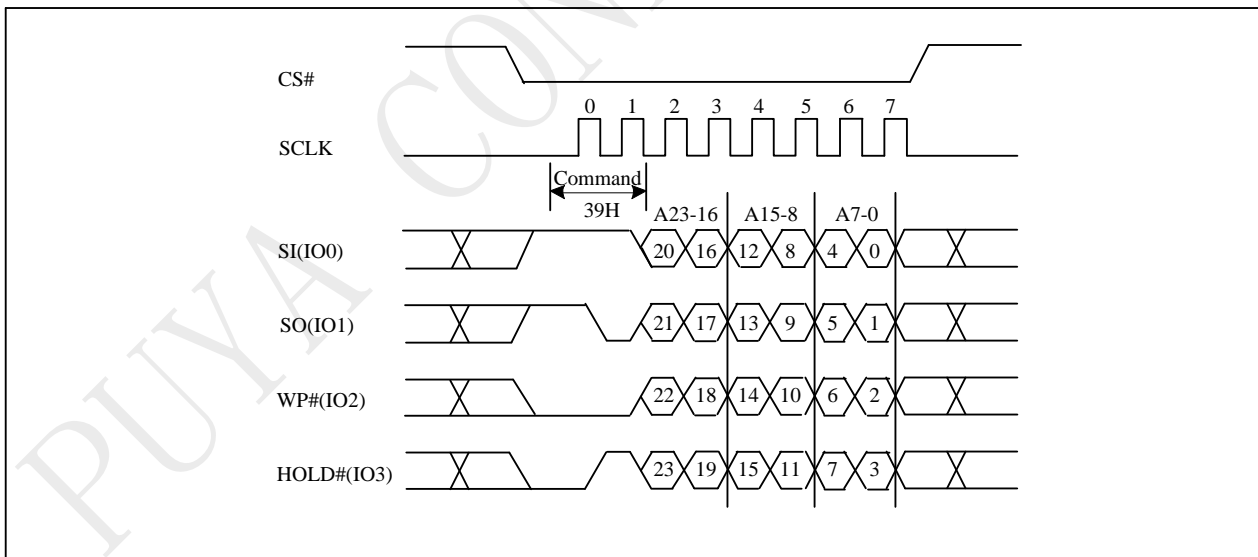 CS#
0 1 2 3 4 5 6 7
SCLK
Command
39H
A23-16 A15-8 A7-0
SI(IO0) 20 16 12 8 4 0
SO(IO1) 21 17 13 9 5 1
WP#(IO2) 22 18 14 10 6 2
HOLD#(IO3) 23 19 15 11 7 3
PUYA CON